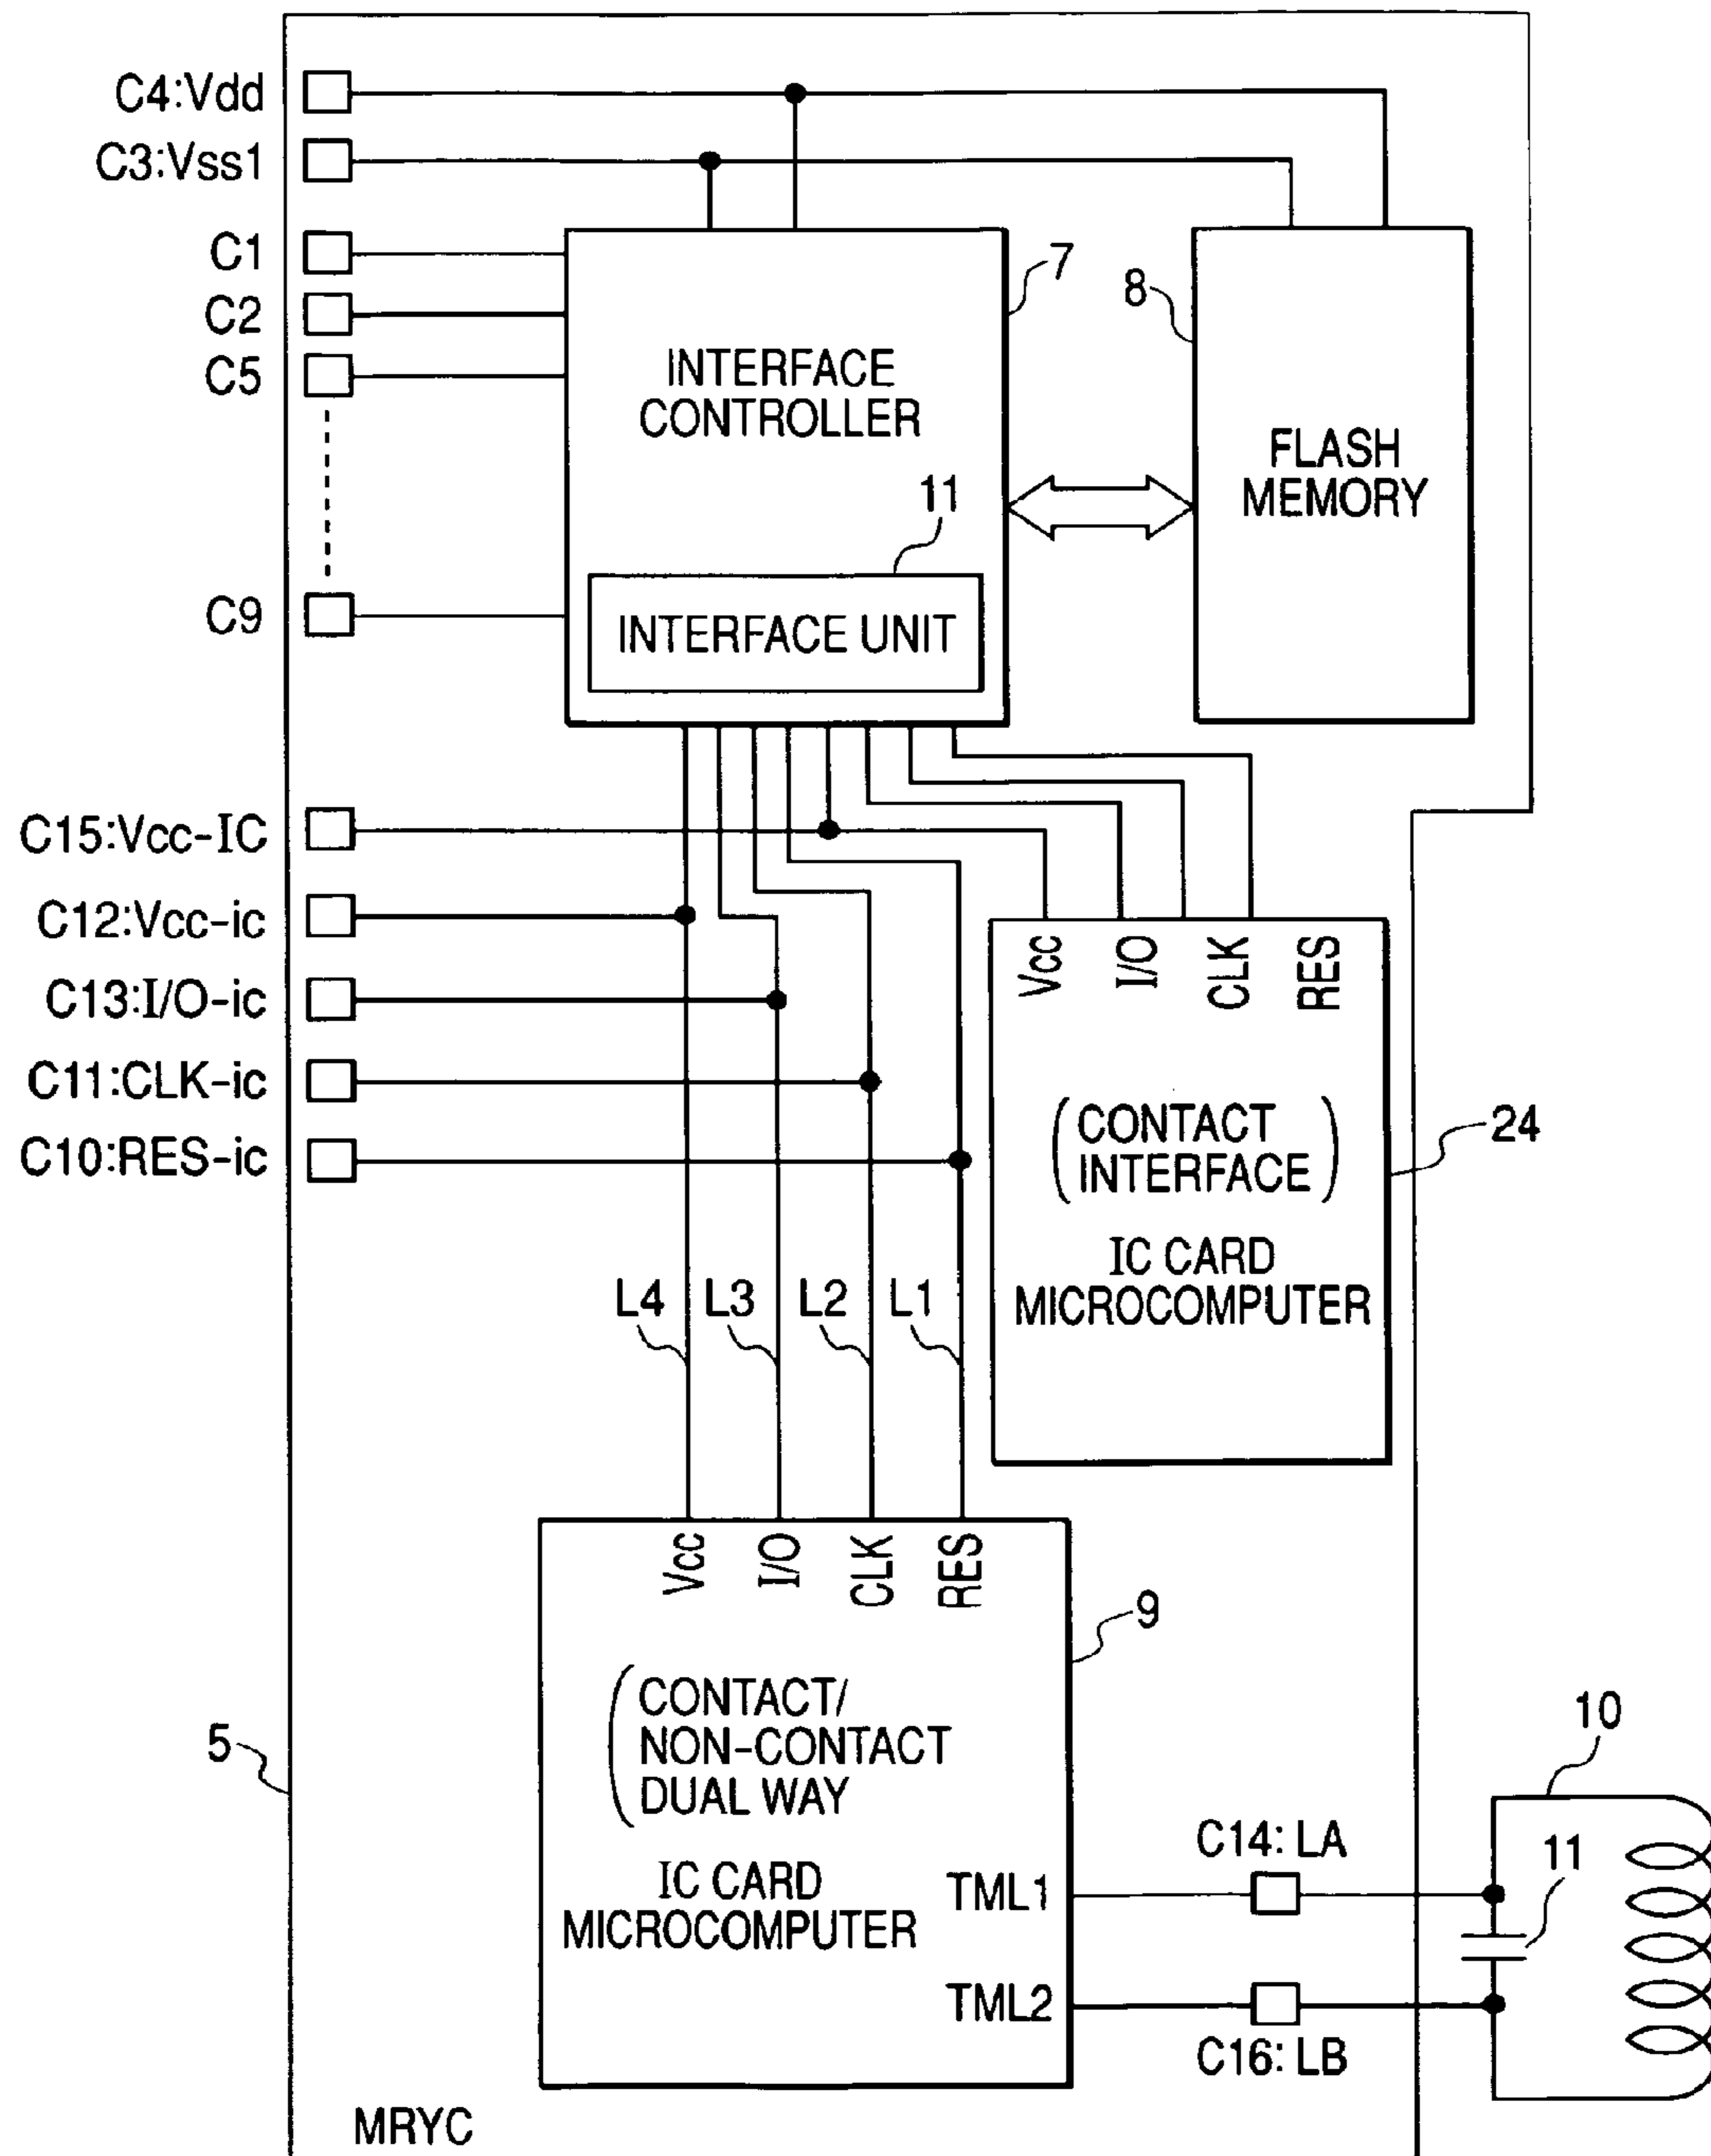 C4:Vdd
C3:Vss1
C1
C2
C5
C9
7
8
INTERFACE
CONTROLLER
11
INTERFACE UNIT
FLASH
MEMORY
C15:Vcc-IC
C12:Vcc-ic
C13:I/O-ic
C11:CLK-ic
C10:RES-ic
Vcc
I/O
CLK
RES
(CONTACT
INTERFACE)
IC CARD
MICROCOMPUTER
24
L4
L3
L2
L1
Vcc
I/O
CLK
RES
9
(CONTACT/
NON-CONTACT
DUAL WAY
IC CARD
MICROCOMPUTER
TML1
TML2
5
C14: LA
C16: LB
10
11
MRYC